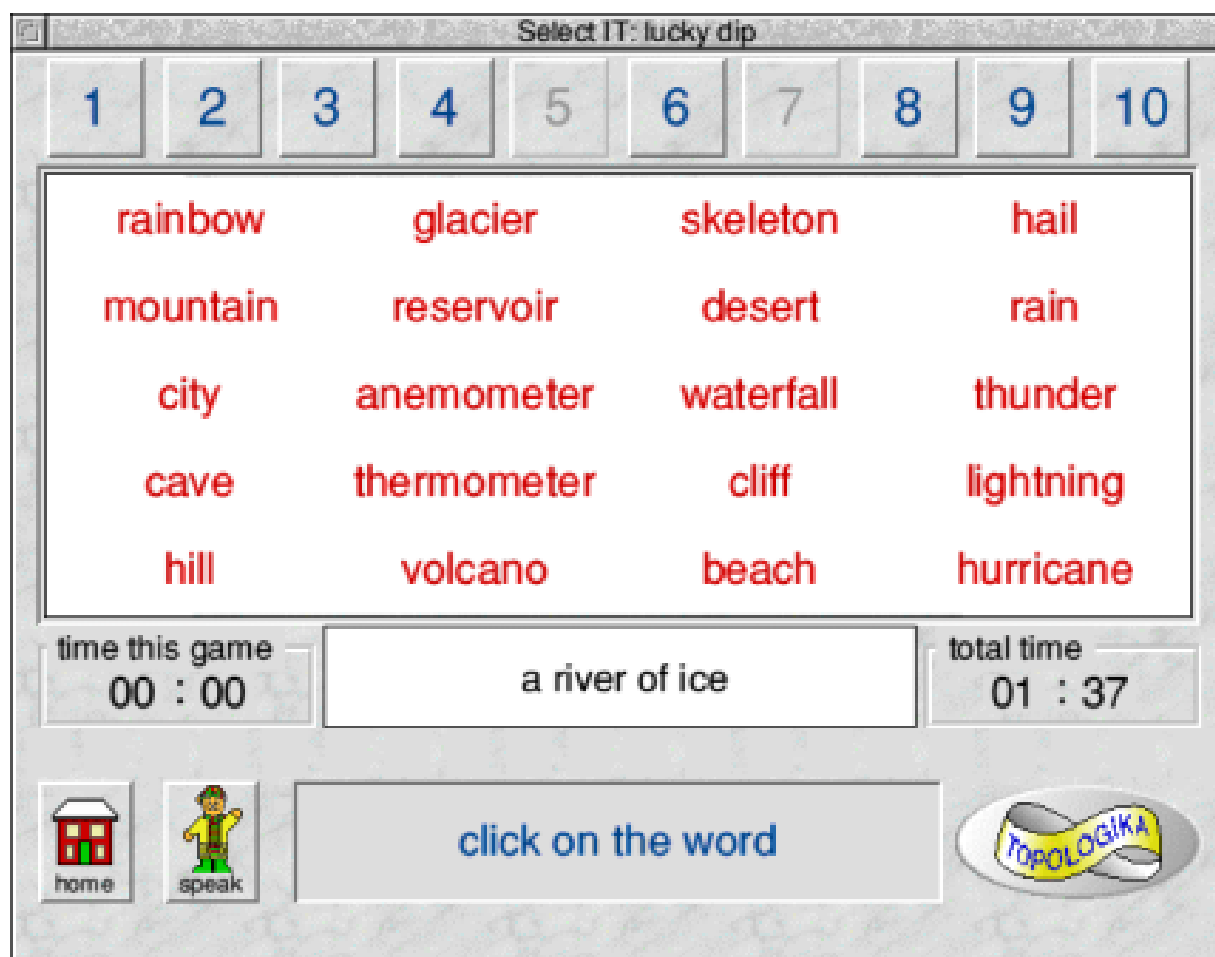 Select IT: lucky dip
1 2 3 4 5 6 7 8 9 10
rainbow glacier skeleton hail
mountain reservoir desert rain
city anemometer waterfall thunder
cave thermometer cliff lightning
hill volcano beach hurricane
time this game
00 : 00
a river of ice
total time
01 : 37
home
speak
click on the word
TOPOLOGIKA